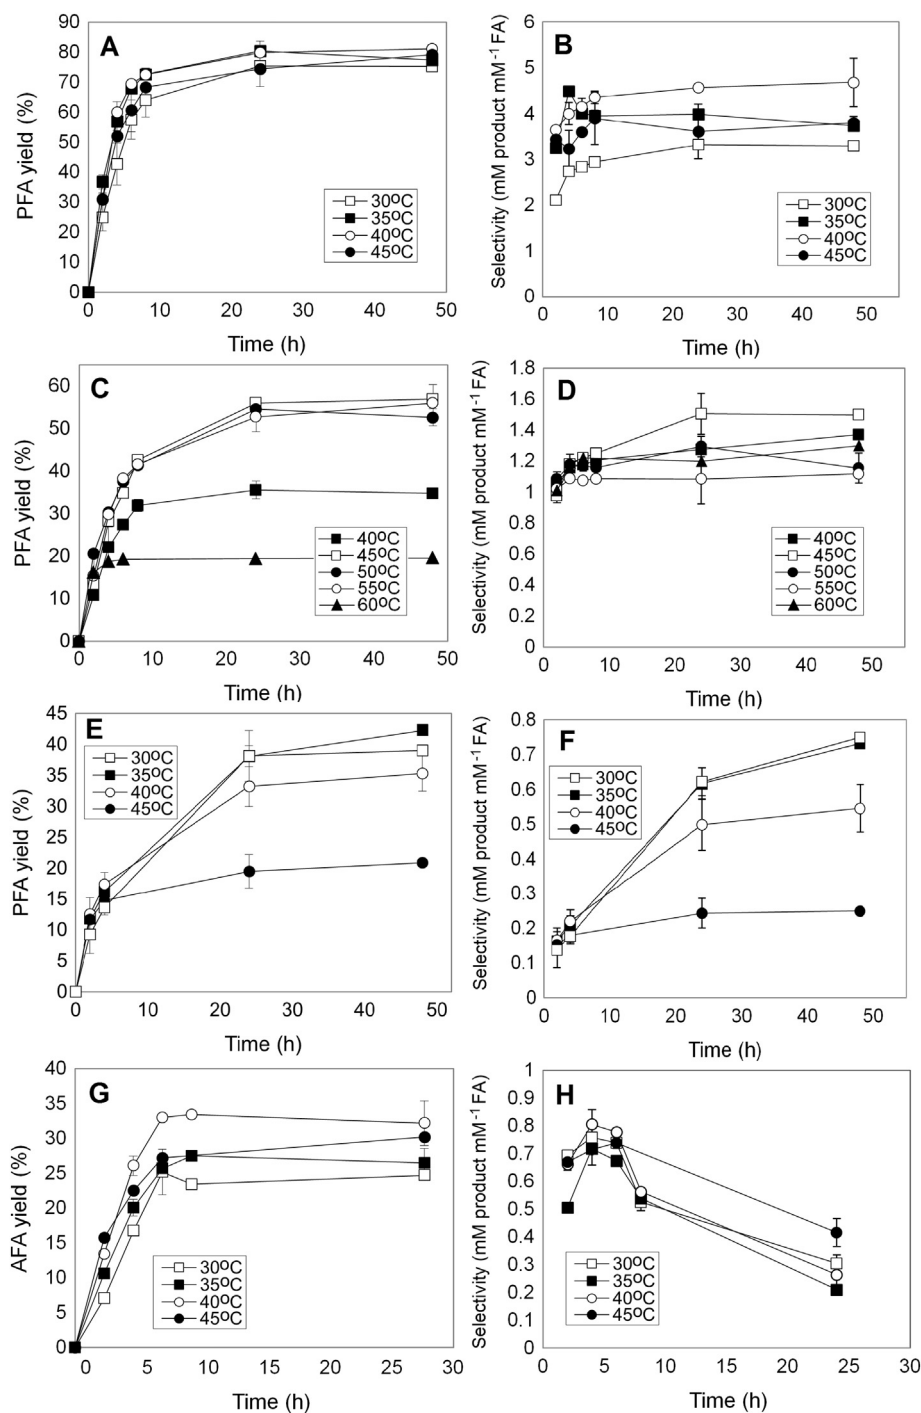 A
PFA yield (%)
90
80
70
60
50
40
30
20
10
0
30ºC
35ºC
40ºC
45ºC
0 10 20 30 40 50
Time (h)
B
Selectivity (mM product mM⁻¹ FA)
6
5
4
3
2
1
0
30ºC
35ºC
40ºC
45ºC
0 10 20 30 40 50
Time (h)
C
PFA yield (%)
60
50
40
30
20
10
0
40ºC
45ºC
50ºC
55ºC
60ºC
0 10 20 30 40 50
Time (h)
D
Selectivity (mM product mM⁻¹ FA)
1.8
1.6
1.4
1.2
1.0
0.8
0.6
0.4
0.2
0
40ºC
45ºC
50ºC
55ºC
60ºC
0 10 20 30 40 50
Time (h)
E
PFA yield (%)
45
40
35
30
25
20
15
10
5
0
30ºC
35ºC
40ºC
45ºC
0 10 20 30 40 50
Time (h)
F
Selectivity (mM product mM⁻¹ FA)
0.8
0.7
0.6
0.5
0.4
0.3
0.2
0.1
0
30ºC
35ºC
40ºC
45ºC
0 10 20 30 40 50
Time (h)
G
AFA yield (%)
40
35
30
25
20
15
10
5
0
30ºC
35ºC
40ºC
45ºC
0 5 10 15 20 25 30
Time (h)
H
Selectivity (mM product mM⁻¹ FA)
1
0.9
0.8
0.7
0.6
0.5
0.4
0.3
0.2
0.1
0
30ºC
35ºC
40ºC
45ºC
0 5 10 15 20 25 30
Time (h)